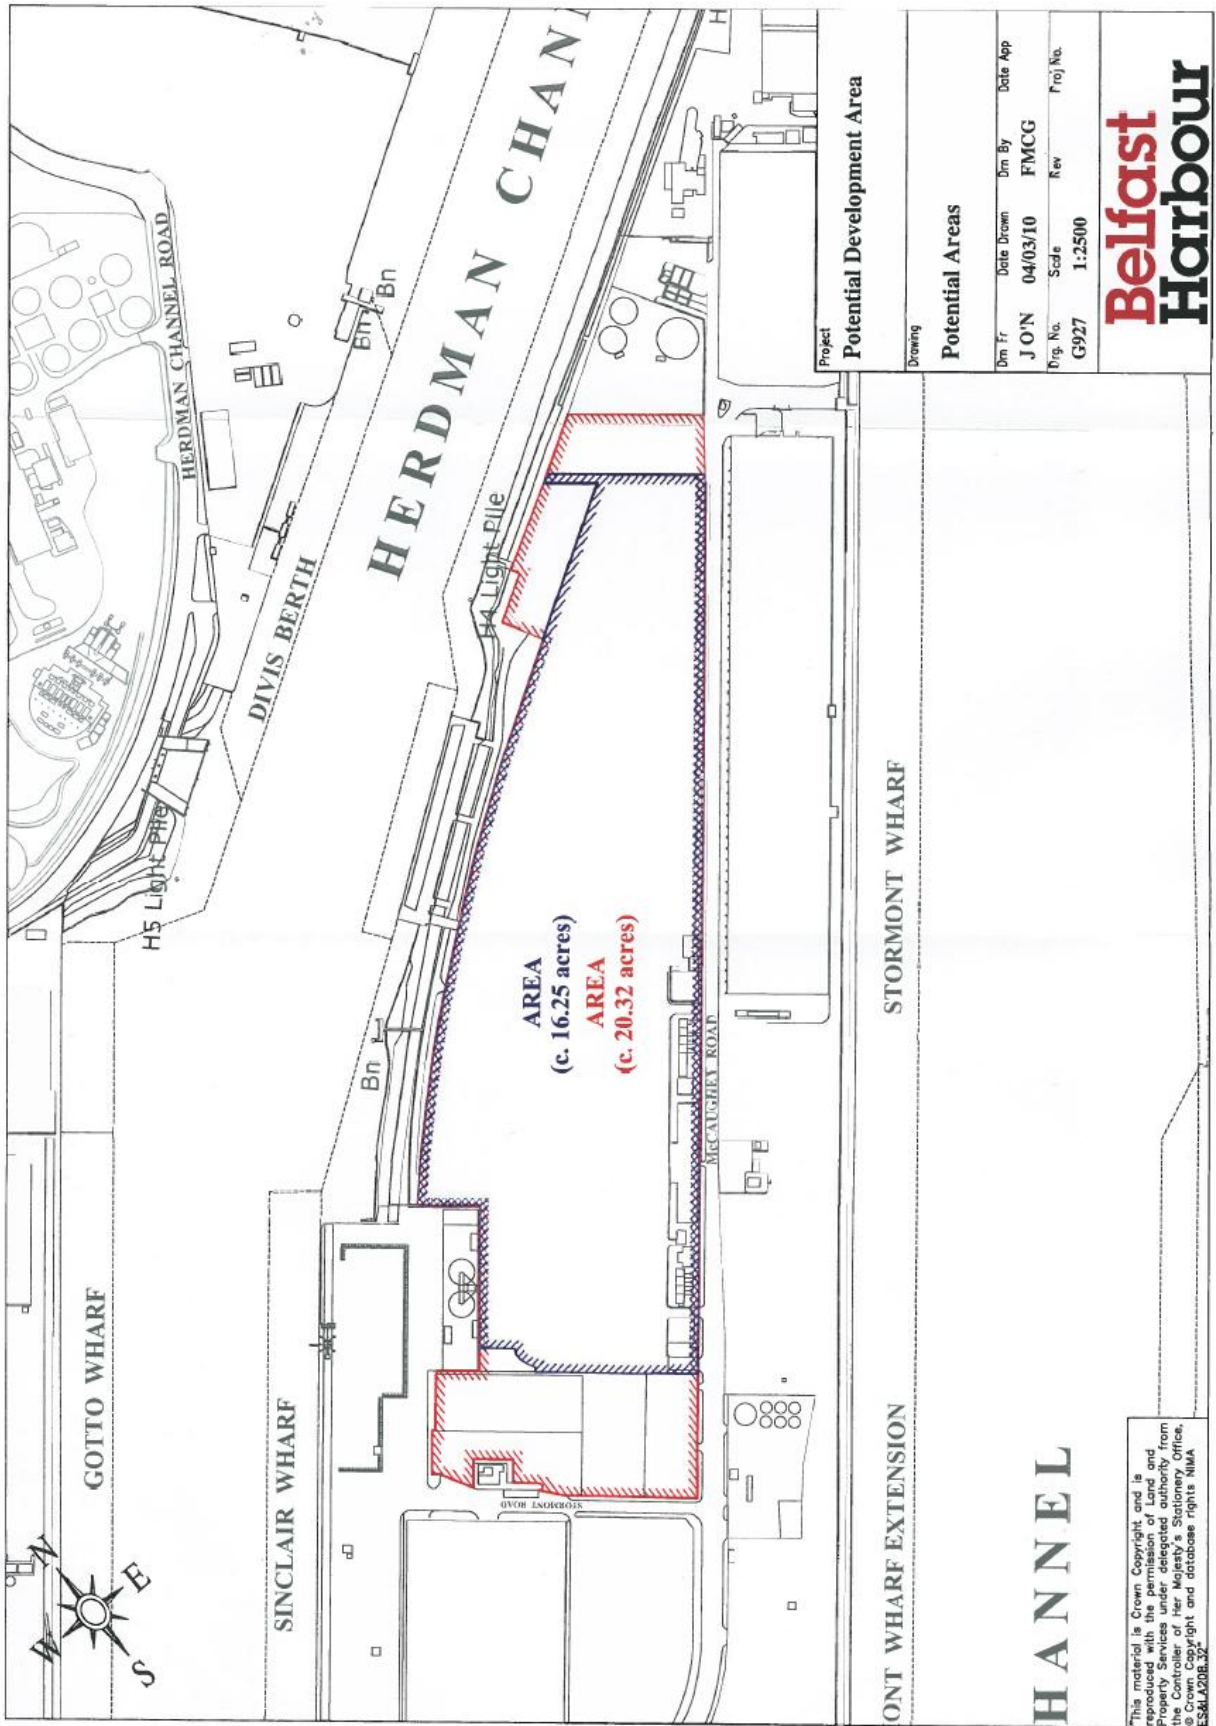 HERDMAN CHANNEL ROAD
HERDMAN CHAN
Bn
Bn
DIVIS BERTH
H4 Light Pile
H5 Light Pile
Bn
GOTTO WHARF
SINCLAIR WHARF
N
E
S
W
AREA
(c. 16.25 acres)
AREA
(c. 20.32 acres)
McCAUGHEY ROAD
STORMONT ROAD
STORMONT WHARF
ONT WHARF EXTENSION
HANNEL
Project
Potential Development Area
Drawing
Potential Areas
Drn Fr Date Drawn Drn By Date App
J O'N 04/03/10 FMCG
Drg. No. Scale Rev Proj No.
G927 1:2500
Belfast
Harbour
"This material is Crown Copyright and is
reproduced with the permission of Land and
Property Services under delegated authority from
the Controller of Her Majesty's Stationery Office,
© Crown Copyright and database rights NIMA
ES&LA208.32"